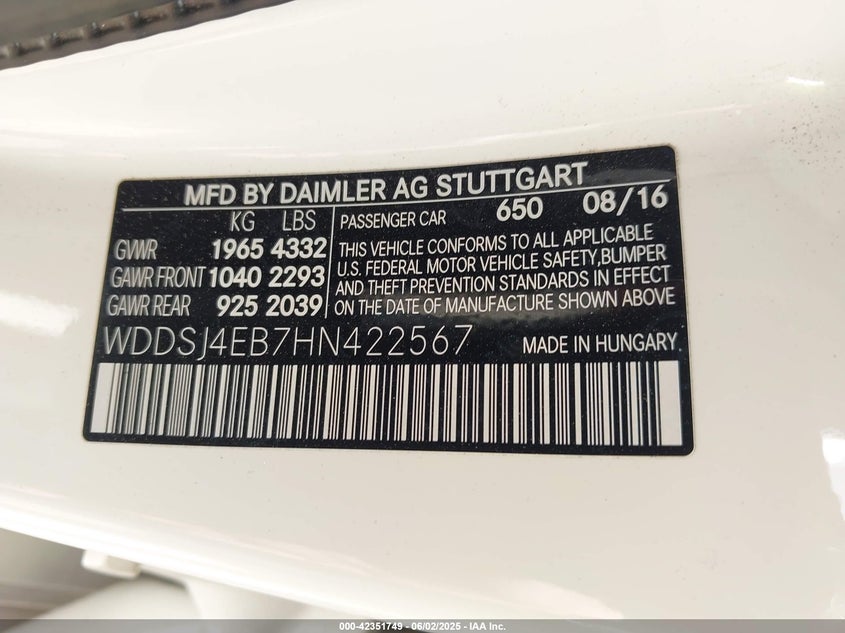 MFD BY DAIMLER AG STUTTGART
KG LBS PASSENGER CAR 650 08/16
GVWR 1965 4332
GAWR FRONT 1040 2293
GAWR REAR 925 2039
THIS VEHICLE CONFORMS TO ALL APPLICABLE
U.S. FEDERAL MOTOR VEHICLE SAFETY,BUMPER
AND THEFT PREVENTION STANDARDS IN EFFECT
ON THE DATE OF MANUFACTURE SHOWN ABOVE
WDDSJ4EB7HN422567 MADE IN HUNGARY
000-42351749 - 06/02/2025 - IAA Inc.